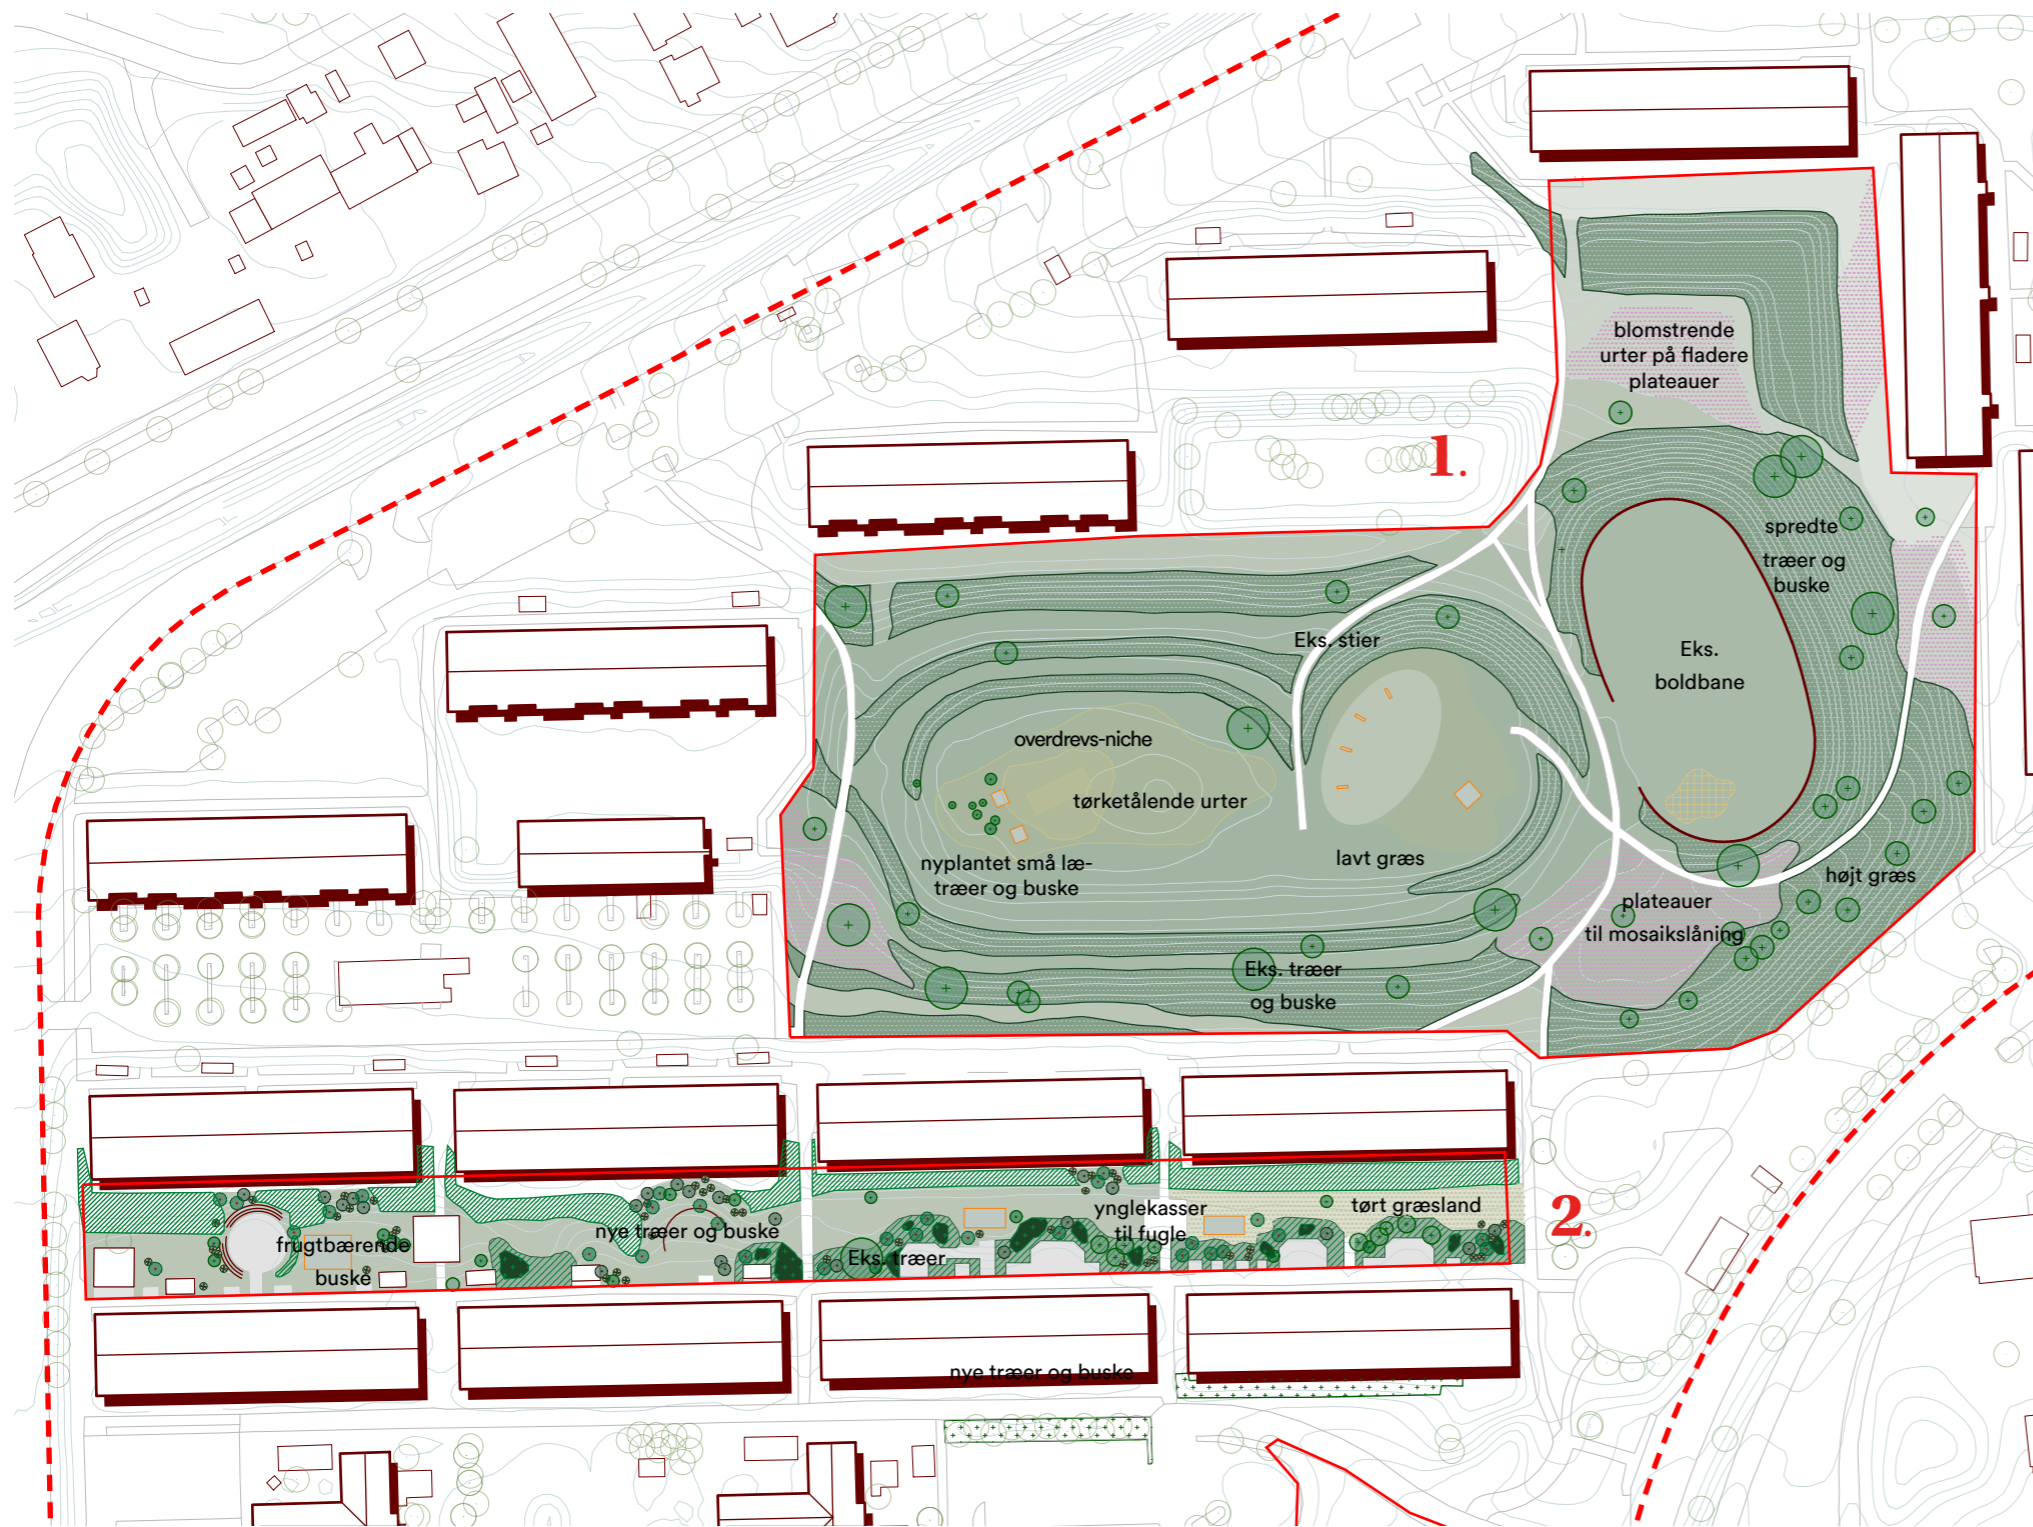 blomstrende
urter på fladere
plateauer
1.
spredte
træer og
buske
Eks. stier
Eks.
boldbane
overdrevs-niche
tørketålende urter
nyplantet små læ-
træer og buske
lavt græs
højt græs
plateauer
til mosaikslåning
Eks. træer
og buske
2.
frugtbærende
buske
nye træer og buske
Eks. træer
ynglekasser
til fugle
tørt græsland
nye træer og buske